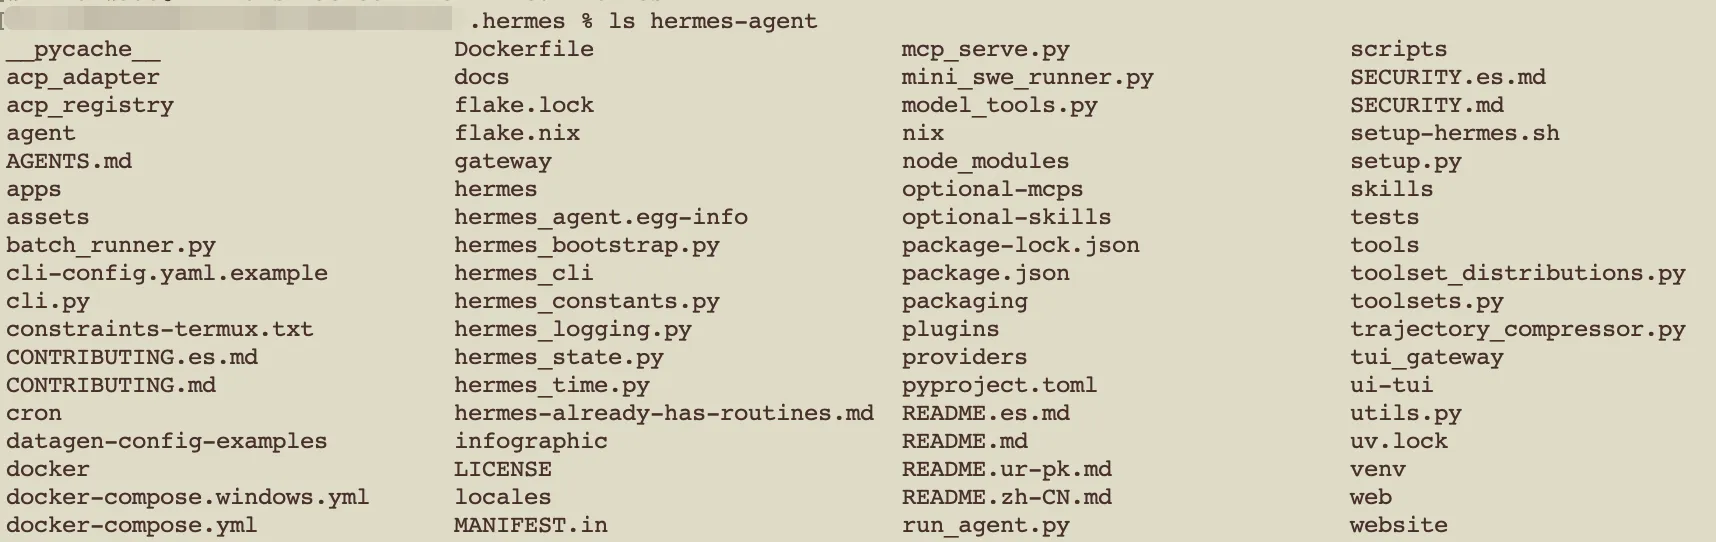 .hermes % ls hermes-agent
__pycache__ Dockerfile mcp_serve.py scripts
acp_adapter docs mini_swe_runner.py SECURITY.es.md
acp_registry flake.lock model_tools.py SECURITY.md
agent flake.nix nix setup-hermes.sh
AGENTS.md gateway node_modules setup.py
apps hermes optional-mcps skills
assets hermes_agent.egg-info optional-skills tests
batch_runner.py hermes_bootstrap.py package-lock.json tools
cli-config.yaml.example hermes_cli package.json toolset_distributions.py
cli.py hermes_constants.py packaging toolsets.py
constraints-termux.txt hermes_logging.py plugins trajectory_compressor.py
CONTRIBUTING.es.md hermes_state.py providers tui_gateway
CONTRIBUTING.md hermes_time.py pyproject.toml ui-tui
cron hermes-already-has-routines.md README.es.md utils.py
datagen-config-examples infographic README.md uv.lock
docker LICENSE README.ur-pk.md venv
docker-compose.windows.yml locales README.zh-CN.md web
docker-compose.yml MANIFEST.in run_agent.py website